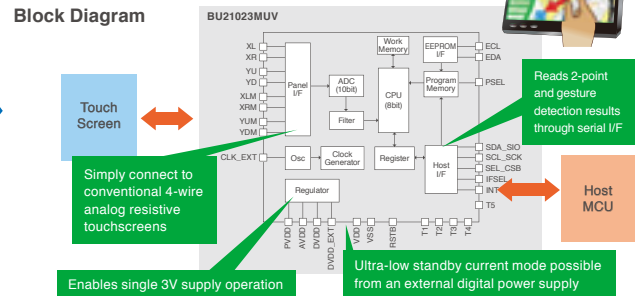 Block Diagram
BU21023MUV
XL
XR
YU
YD
XLM
XRM
YUM
YDM
CLK_EXT
Panel
I/F
ADC
(10bit)
Filter
Work
Memory
CPU
(8bit)
EEPROM
I/F
Program
Memory
ECL
EDA
PSEL
Osc
Clock
Generator
Register
Host
I/F
SDA_SIO
SCL_SCK
SEL_CSB
IFSEL
INT
T5
Regulator
PVDD
AVDD
DVDD
DVDD_EXT
VDD
VSS
RSTB
T1
T2
T3
T4
Touch
Screen
Host
MCU
Reads 2-point
and gesture
detection results
through serial I/F
Simply connect to
conventional 4-wire
analog resistive
touchscreens
Enables single 3V supply operation
Ultra-low standby current mode possible
from an external digital power supply